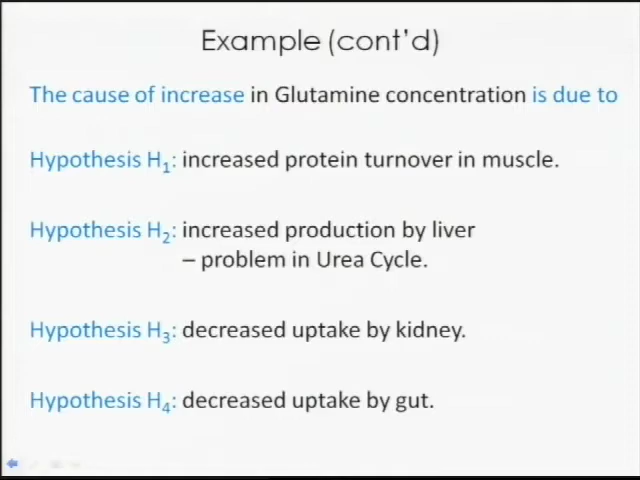 Example (cont'd)
The cause of increase in Glutamine concentration is due to
Hypothesis H1: increased protein turnover in muscle.
Hypothesis H2: increased production by liver
– problem in Urea Cycle.
Hypothesis H3: decreased uptake by kidney.
Hypothesis H4: decreased uptake by gut.